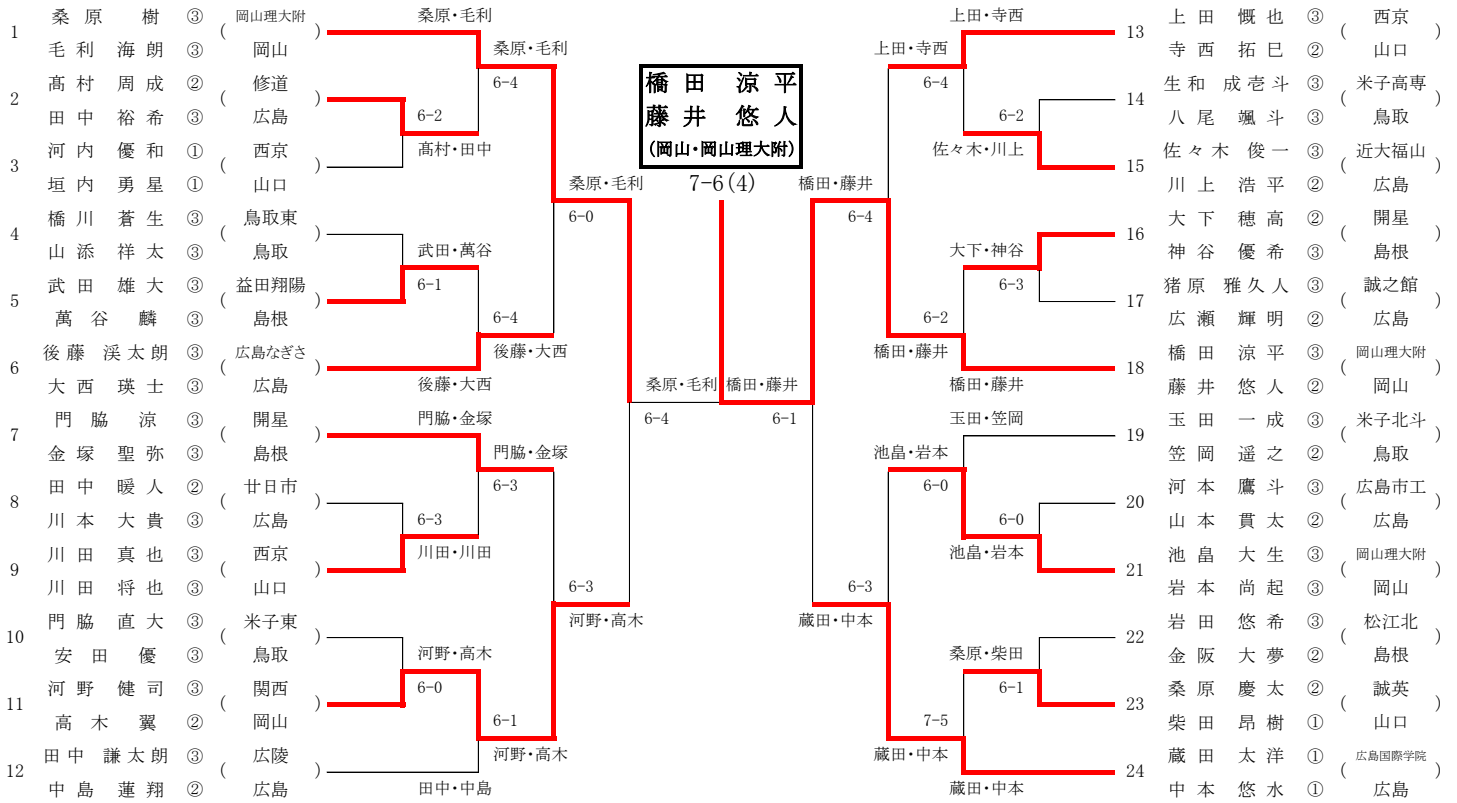 1 桑原 樹 ③ (岡山理大附)
毛利 海朗 ③ 岡山
2 髙村 周成 ② (修道)
田中 裕希 ③ 広島
3 河内 優和 ① (西京)
垣内 勇星 ① 山口
4 橋川 蒼生 ③ (鳥取東)
山添 祥太 ③ 鳥取
5 武田 雄大 ③ (益田翔陽)
萬谷 麟 ③ 島根
6 後藤 渓太朗 ③ (広島なぎさ)
大西 瑛士 ③ 広島
7 門脇 涼 ③ (開星)
金塚 聖弥 ③ 島根
8 田中 暖人 ② (廿日市)
川本 大貴 ③ 広島
9 川田 真也 ③ (西京)
川田 将也 ③ 山口
10 門脇 直大 ③ (米子東)
安田 優 ③ 鳥取
11 河野 健司 ③ (関西)
高木 翼 ② 岡山
12 田中 謙太朗 ③ (広陵)
中島 蓮翔 ② 広島
桑原・毛利
6-2
髙村・田中
武田・萬谷
6-1
後藤・大西
門脇・金塚
6-3
川田・川田
河野・高木
6-0
田中・中島
桑原・毛利
6-4
6-4
後藤・大西
門脇・金塚
6-3
6-1
河野・高木
桑原・毛利
6-0
6-3
河野・高木
桑原・毛利
6-4
橋田 涼平
藤井 悠人
(岡山・岡山理大附)
7-6(4)
橋田・藤井
6-1
橋田・藤井
6-4
6-3
蔵田・中本
上田・寺西
6-4
6-2
橋田・藤井
池畠・岩本
6-0
7-5
蔵田・中本
上田・寺西
6-2
佐々木・川上
大下・神谷
6-3
橋田・藤井
玉田・笠岡
6-0
池畠・岩本
桑原・柴田
6-1
蔵田・中本
13 上田 慨也 ③ (西京)
寺西 拓巳 ② 山口
14 生和 成壱斗 ③ (米子高専)
八尾 颯斗 ③ 鳥取
15 佐々木 俊一 ③ (近大福山)
川上 浩平 ② 広島
16 大下 穂高 ② (開星)
神谷 優希 ③ 島根
17 猪原 雅久人 ③ (誠之館)
広瀬 輝明 ② 広島
18 橋田 涼平 ③ (岡山理大附)
藤井 悠人 ② 岡山
19 玉田 一成 ③ (米子北斗)
笠岡 遥之 ② 鳥取
20 河本 鷹斗 ③ (広島市工)
山本 貫太 ② 広島
21 池畠 大生 ③ (岡山理大附)
岩本 尚起 ③ 岡山
22 岩田 悠希 ③ (松江北)
金阪 大夢 ② 島根
23 桑原 慶太 ② (誠英)
柴田 昂樹 ① 山口
24 蔵田 太洋 ① (広島国際学院)
中本 悠水 ① 広島